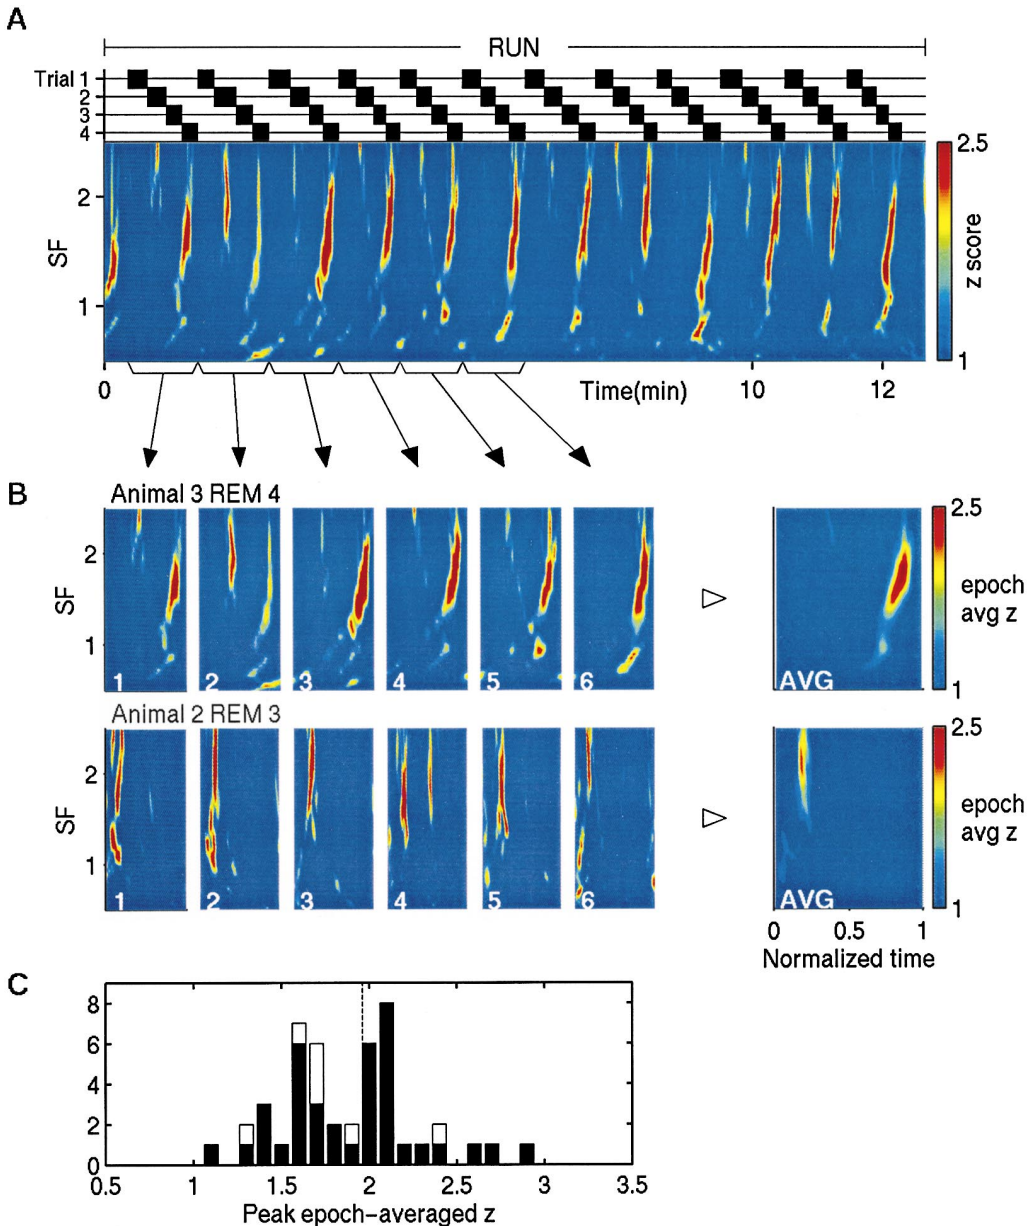 A
RUN
Trial 1
2
3
4
2
SF
1
2.5
z score
1
0
Time(min)
10
12
B
Animal 3 REM 4
2
SF
1
1
2
3
4
5
6
AVG
2.5
epoch
avg z
1
Animal 2 REM 3
2
SF
1
1
2
3
4
5
6
AVG
2.5
epoch
avg z
1
0
0.5
1
Normalized time
C
8
6
4
2
0
0.5
1
1.5
2
2.5
3
3.5
Peak epoch-averaged z